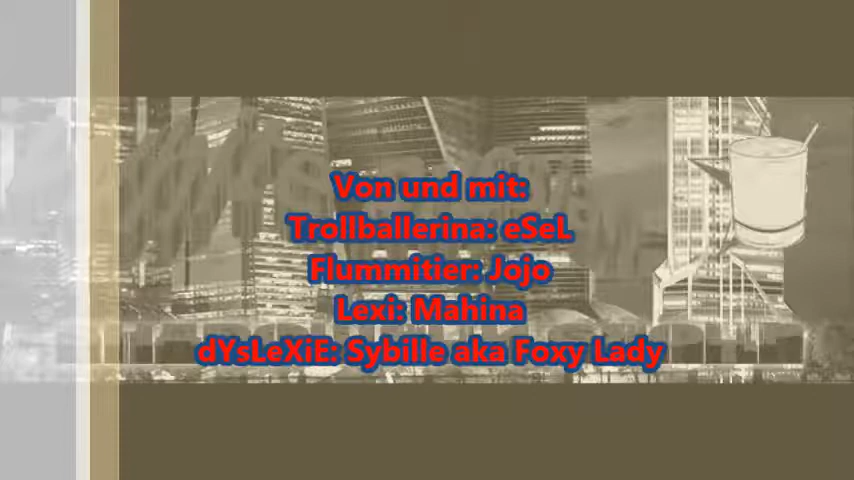 Von und mit:
Trollballerina: eSeL
Flummitier: Jojo
Lexi: Mahina
dYsLeXiE: Sybille aka Foxy Lady